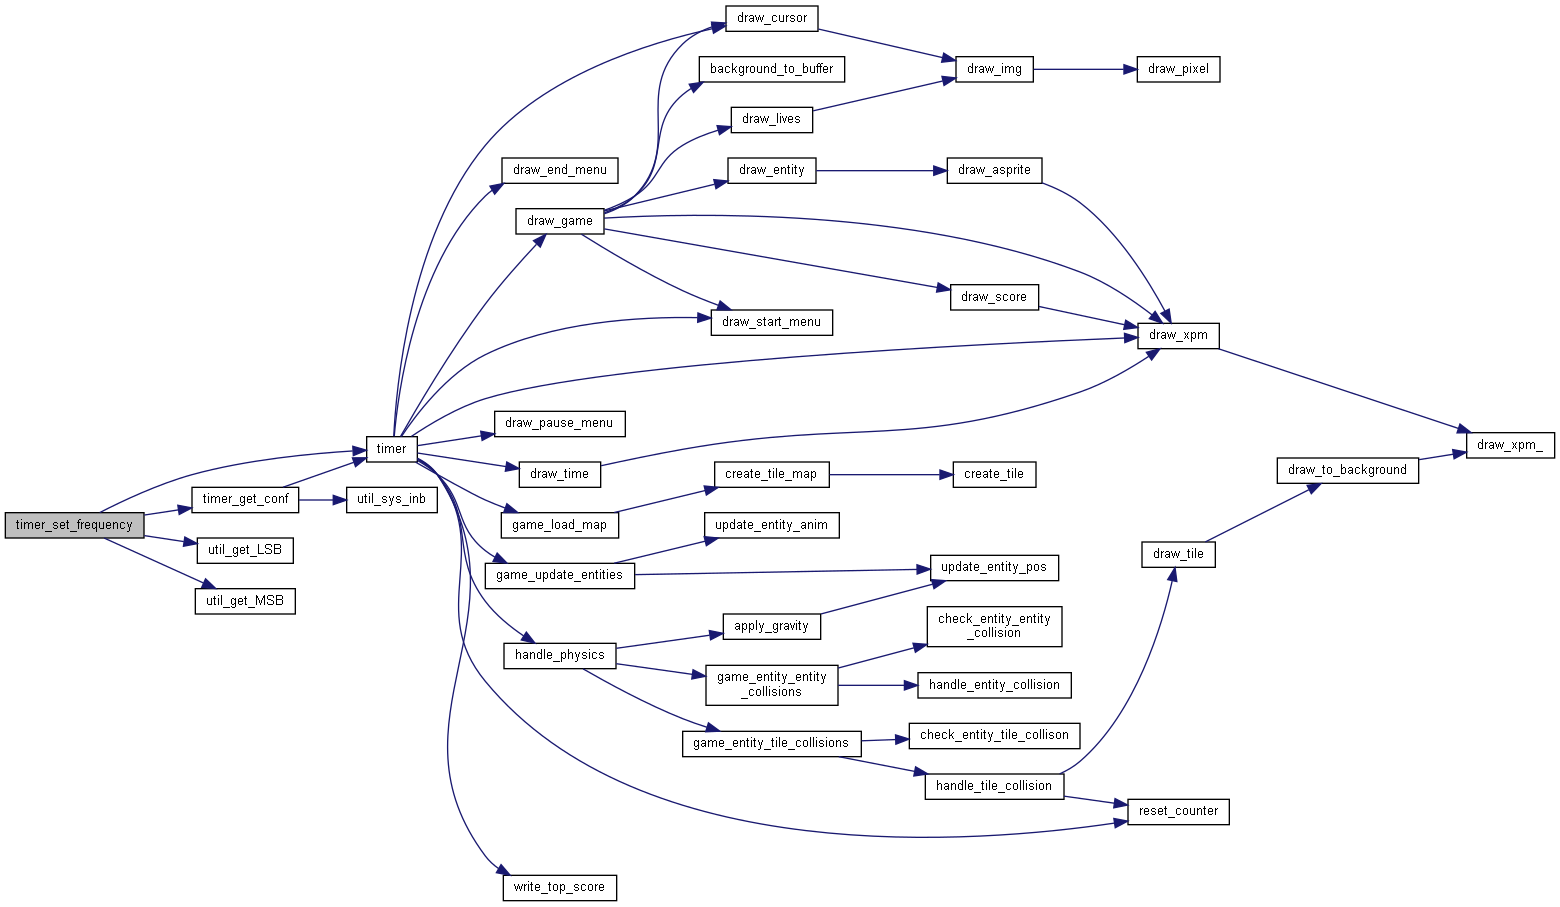 draw_cursor
background_to_buffer
draw_img
draw_pixel
draw_lives
draw_end_menu
draw_entity
draw_asprite
draw_game
draw_score
draw_start_menu
draw_xpm
draw_pause_menu
timer
draw_xpm_
draw_time
create_tile_map
create_tile
draw_to_background
timer_get_conf
util_sys_inb
timer_set_frequency
game_load_map
update_entity_anim
util_get_LSB
draw_tile
game_update_entities
update_entity_pos
util_get_MSB
apply_gravity
check_entity_entity
_collision
handle_physics
game_entity_entity
_collisions
handle_entity_collision
game_entity_tile_collisions
check_entity_tile_collison
handle_tile_collision
reset_counter
write_top_score